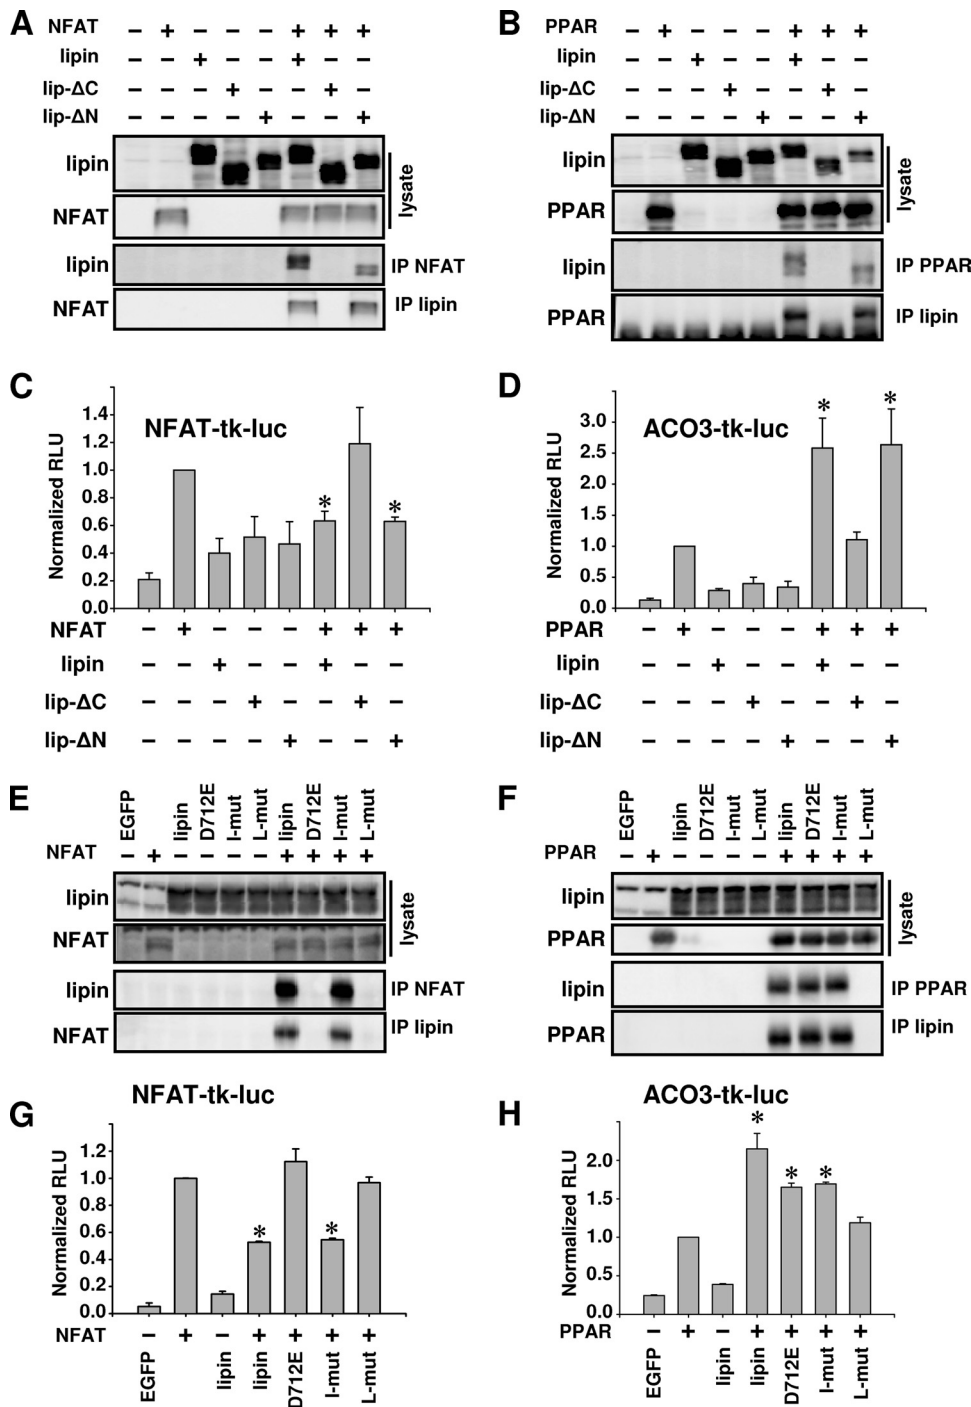 A
NFAT – + – – – + + +
lipin – – + – – + – –
lip-ΔC – – – + – – + –
lip-ΔN – – – – + – – +
lipin
NFAT
lysate
lipin IP NFAT
NFAT IP lipin
B
PPAR – + – – – + + +
lipin – – + – – + – –
lip-ΔC – – – + – – + –
lip-ΔN – – – – + – – +
lipin
PPAR
lysate
lipin IP PPAR
PPAR IP lipin
C
NFAT-tk-luc
Normalized RLU
1.4
1.2
1.0
0.8
0.6
0.4
0.2
0.0
* *
NFAT – + – – – + + +
lipin – – + – – + – –
lip-ΔC – – – + – – + –
lip-ΔN – – – – + – – +
D
ACO3-tk-luc
Normalized RLU
3.0
2.5
2.0
1.5
1.0
0.5
0.0
* *
PPAR – + – – – + + +
lipin – – + – – + – –
lip-ΔC – – – + – – + –
lip-ΔN – – – – + – – +
E
EGFP lipin D712E I-mut L-mut lipin D712E I-mut L-mut
NFAT – + – – – – + + + +
lipin
NFAT
lysate
lipin IP NFAT
NFAT IP lipin
F
EGFP lipin D712E I-mut L-mut lipin D712E I-mut L-mut
PPAR – + – – – – + + + +
lipin
PPAR
lysate
lipin IP PPAR
PPAR IP lipin
G
NFAT-tk-luc
Normalized RLU
1.2
1.0
0.8
0.6
0.4
0.2
0.0
* *
NFAT – + – + + + +
EGFP lipin lipin D712E I-mut L-mut
H
ACO3-tk-luc
Normalized RLU
2.0
1.5
1.0
0.5
0.0
* * *
PPAR – + – + + + +
EGFP lipin lipin D712E I-mut L-mut